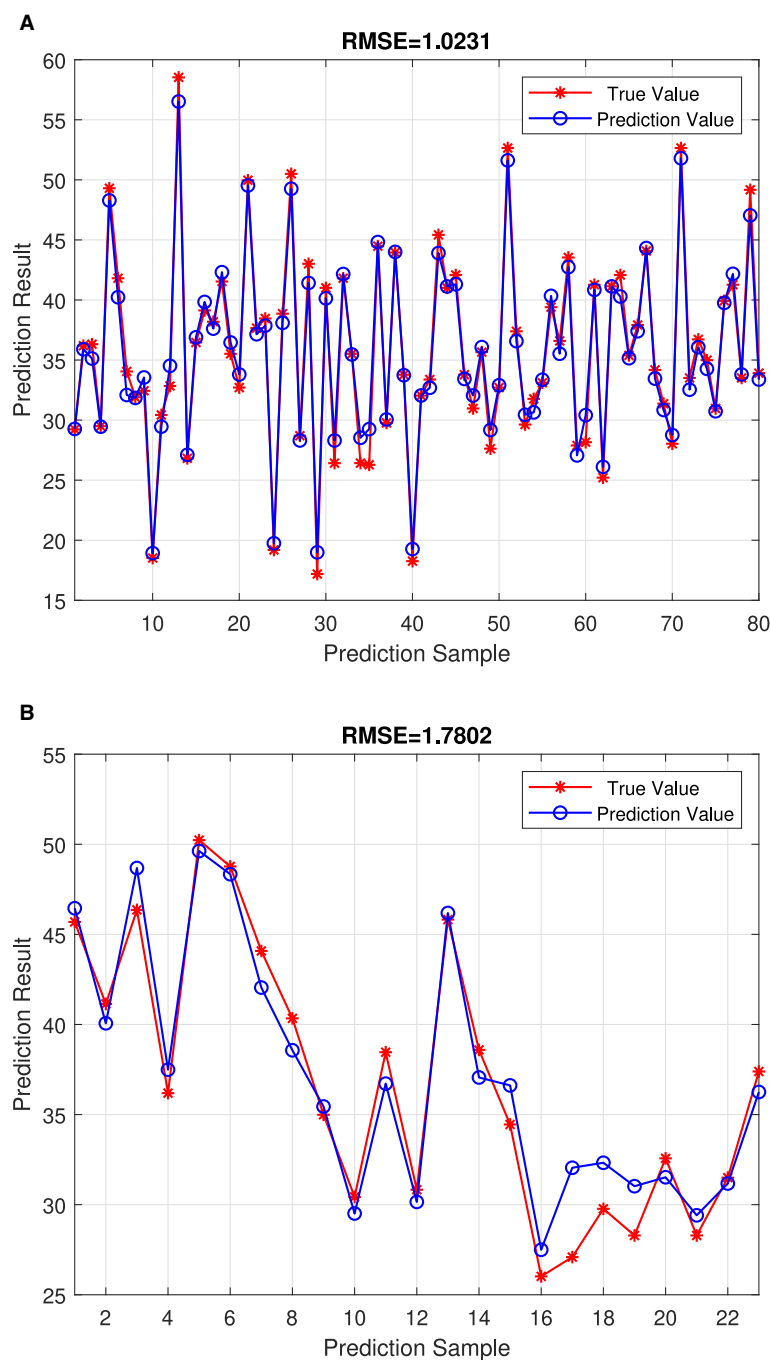 A
RMSE=1.0231
60
55
50
45
40
35
30
25
20
15
Prediction Result
True Value
Prediction Value
10 20 30 40 50 60 70 80
Prediction Sample
B
RMSE=1.7802
55
50
45
40
35
30
25
Prediction Result
True Value
Prediction Value
2 4 6 8 10 12 14 16 18 20 22
Prediction Sample